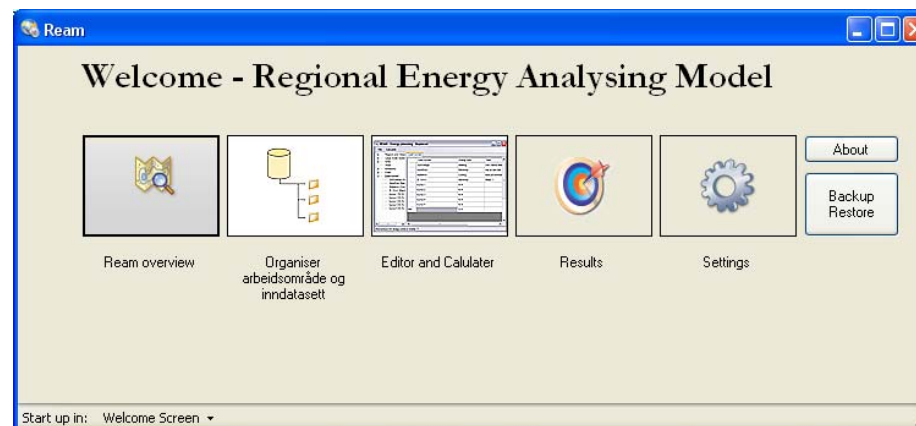 Ream
Welcome - Regional Energy Analysing Model
About
Backup
Restore
Ream overview
Organiser
arbeidsområde og
inndatasett
Editor and Calulater
Results
Settings
Start up in: Welcome Screen